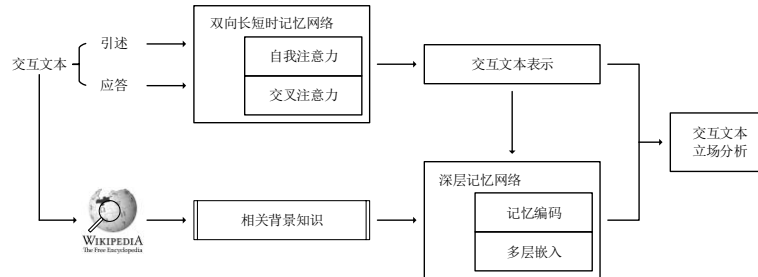 双向长短时记忆网络
引述
自我注意力
交互文本
交互文本表示
应答
交叉注意力
交互文本
立场分析
深层记忆网络
相关背景知识
记忆编码
WIKIPEDIA
The Free Encyclopedia
多层嵌入